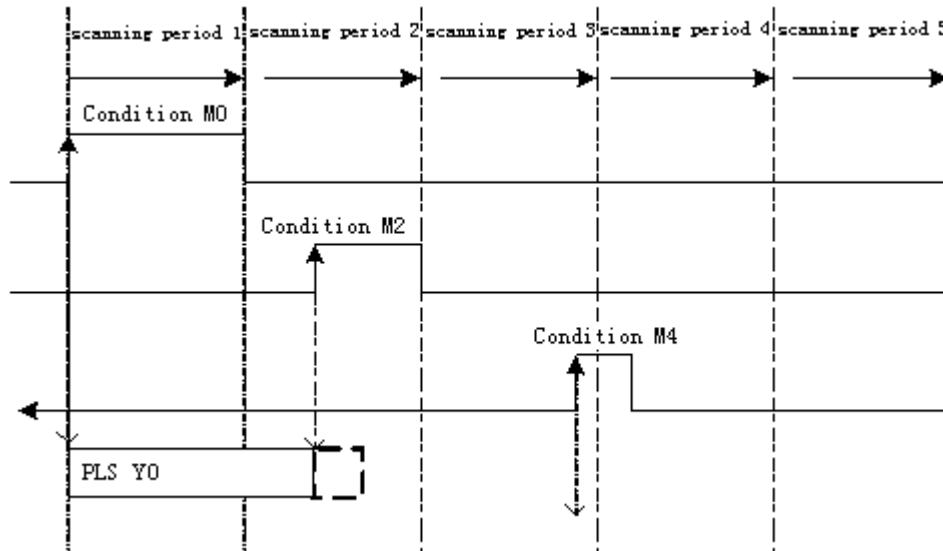 scanning period 1 scanning period 2 scanning period 3 scanning period 4 scanning period 5
Condition M0
Condition M2
Condition M4
PLS Y0